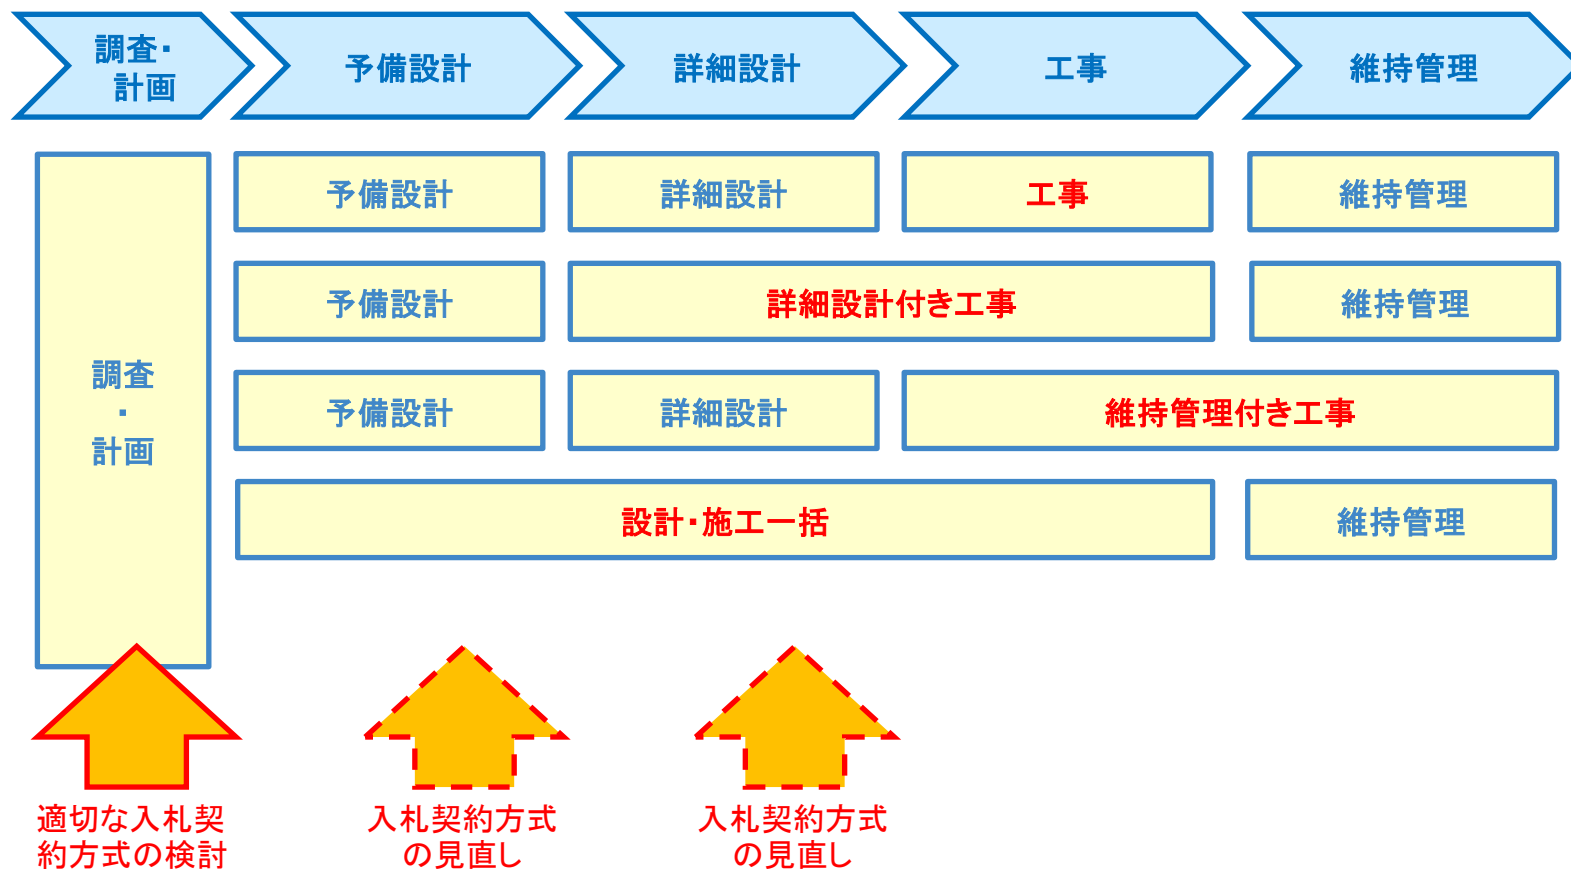 調査・
計画
予備設計
詳細設計
工事
維持管理
調査
・
計画
予備設計
詳細設計
工事
維持管理
予備設計
詳細設計付き工事
維持管理
予備設計
詳細設計
維持管理付き工事
設計・施工一括
維持管理
適切な入札契
約方式の検討
入札契約方式
の見直し
入札契約方式
の見直し